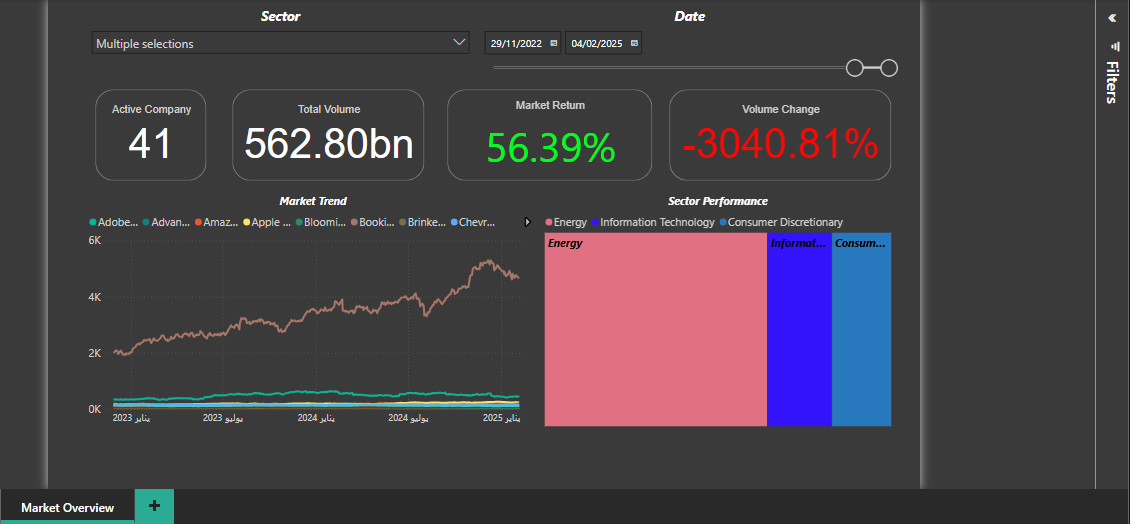 Sector
Date
Multiple selections
29/11/2022
04/02/2025
Filters
Active Company
41
Total Volume
562.80bn
Market Return
56.39%
Volume Change
-3040.81%
Market Trend
Adobe... Advan... Amaz... Apple ... Bloomi... Booki... Brinke... Chevr...
6K
4K
2K
0K
يناير 2023 يوليو 2023 يناير 2024 يوليو 2024 يناير 2025
Sector Performance
Energy Information Technology Consumer Discretionary
Energy
Informat...
Consum...
Market Overview
+